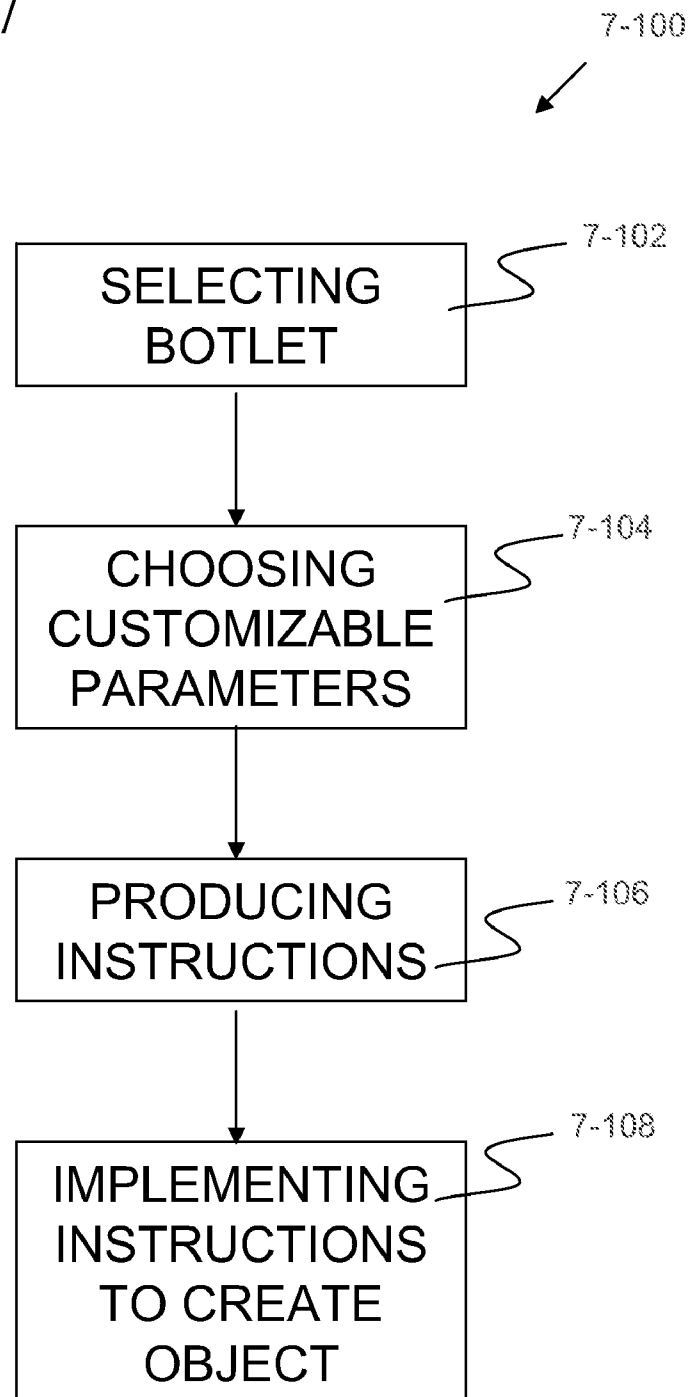 7-100
7-102
SELECTING
BOTLET
7-104
CHOOSING
CUSTOMIZABLE
PARAMETERS
7-106
PRODUCING
INSTRUCTIONS
7-108
IMPLEMENTING
INSTRUCTIONS
TO CREATE
OBJECT